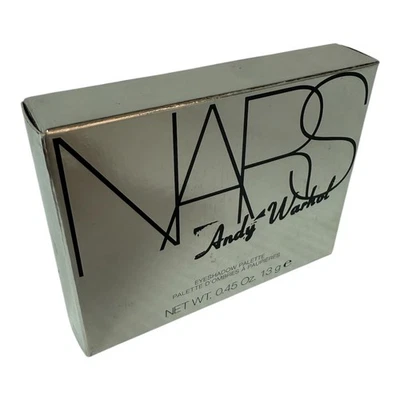 NARS
Andy Warhol
EYESHADOW PALETTE
PALETTE D'OMBRES À PAUPIÈRES
NET WT. 0.45 Oz. 13 g ℮